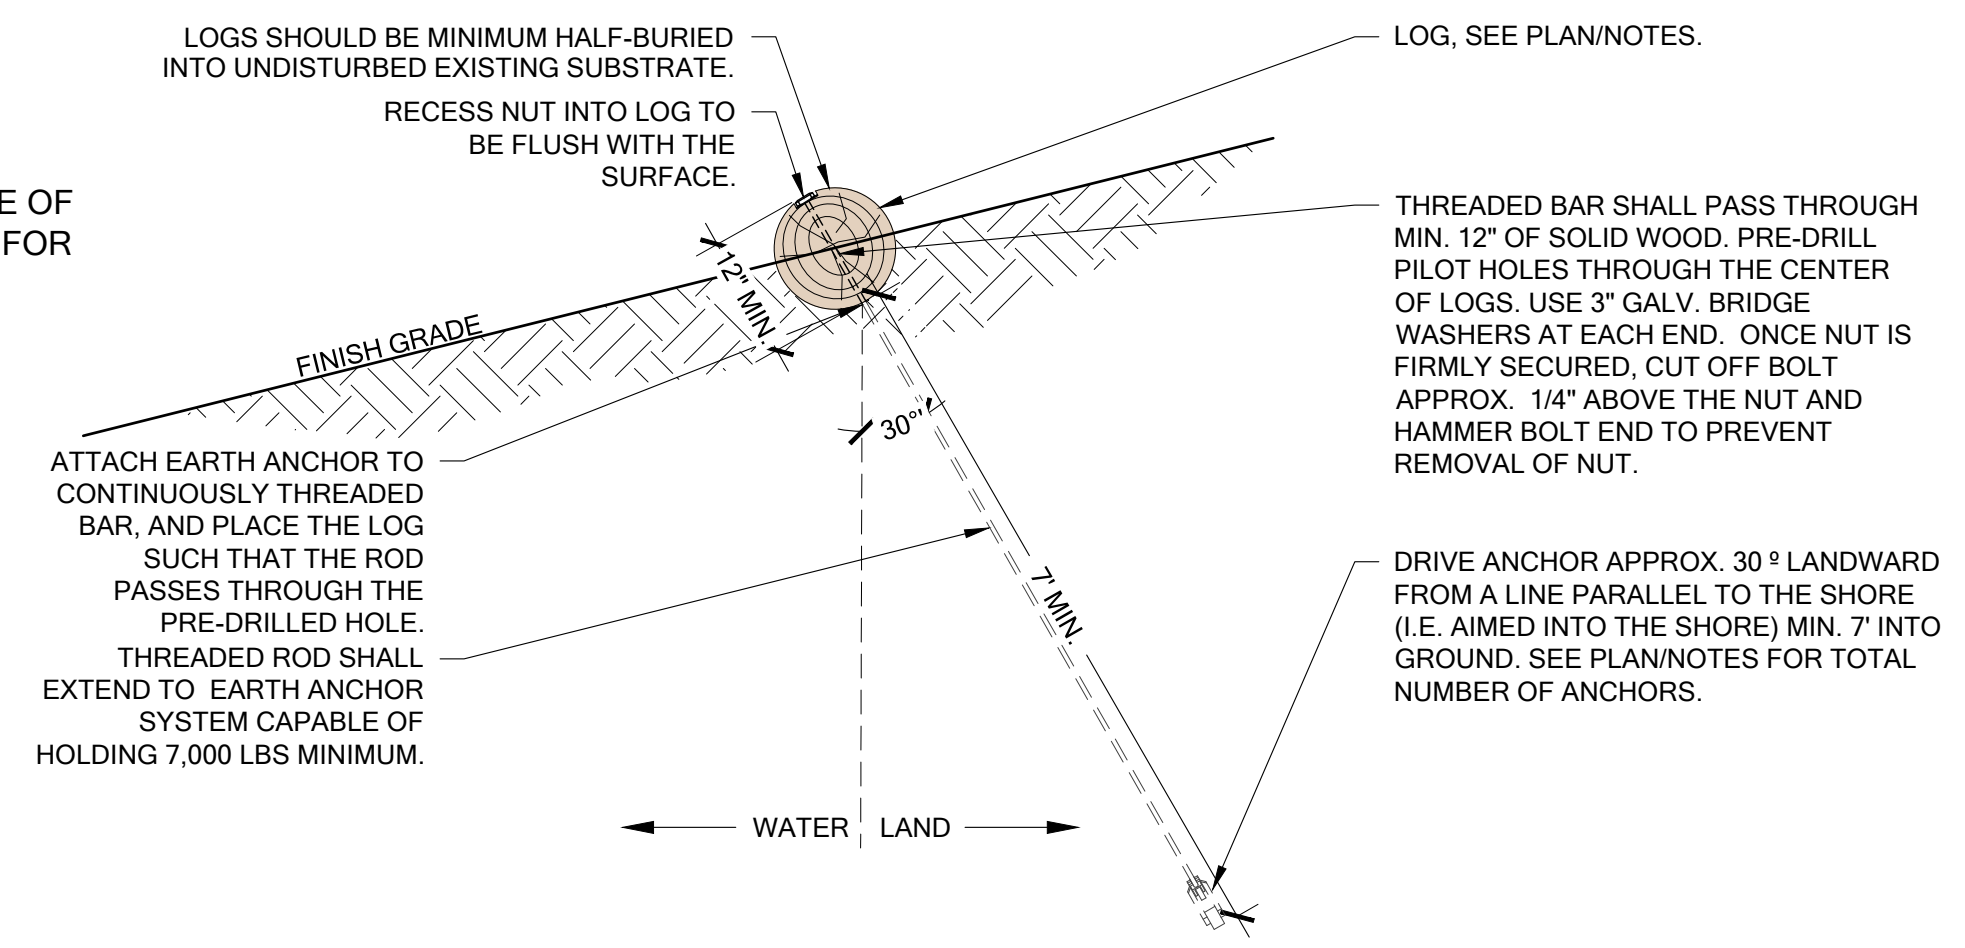 LOGS SHOULD BE MINIMUM HALF-BURIED
INTO UNDISTURBED EXISTING SUBSTRATE.
RECESS NUT INTO LOG TO
BE FLUSH WITH THE
SURFACE.
E OF
FOR
LOG, SEE PLAN/NOTES.
THREADED BAR SHALL PASS THROUGH
MIN. 12" OF SOLID WOOD. PRE-DRILL
PILOT HOLES THROUGH THE CENTER
OF LOGS. USE 3" GALV. BRIDGE
WASHERS AT EACH END.  ONCE NUT IS
FIRMLY SECURED, CUT OFF BOLT
APPROX.  1/4" ABOVE THE NUT AND
HAMMER BOLT END TO PREVENT
REMOVAL OF NUT.
12" MIN.
FINISH GRADE
30°
ATTACH EARTH ANCHOR TO
CONTINUOUSLY THREADED
BAR, AND PLACE THE LOG
SUCH THAT THE ROD
PASSES THROUGH THE
PRE-DRILLED HOLE.
THREADED ROD SHALL
EXTEND TO  EARTH ANCHOR
SYSTEM CAPABLE OF
HOLDING 7,000 LBS MINIMUM.
7' MIN.
DRIVE ANCHOR APPROX. 30 º LANDWARD
FROM A LINE PARALLEL TO THE SHORE
(I.E. AIMED INTO THE SHORE) MIN. 7' INTO
GROUND. SEE PLAN/NOTES FOR TOTAL
NUMBER OF ANCHORS.
WATER
LAND